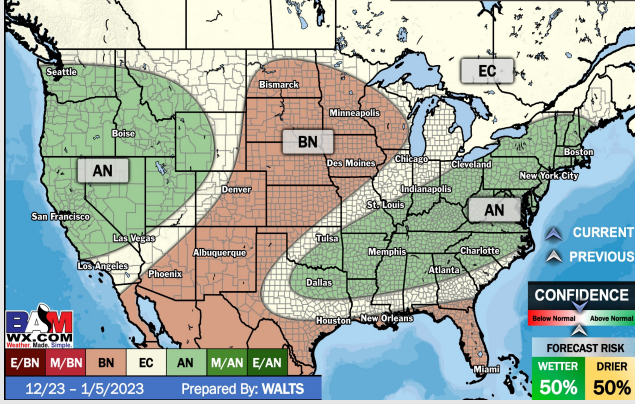 Seattle
EC
Bismarck
Minneapolis
Boise
BN
Boston
Des Moines
Chicago
Cleveland
AN
New York City
Denver
Indianapolis
St. Louis
AN
San Francisco
Las Vegas
Tulsa
CURRENT
Albuquerque
Memphis
Charlotte
PREVIOUS
Los Angeles
Phoenix
Atlanta
Dallas
CONFIDENCE
Houston
New Orleans
Below Normal
Above Normal
BAM
WX.COM
Weather. Made. Simple.
FORECAST RISK
E/BN M/BN BN EC AN M/AN E/AN
WETTER
DRIER
Miami
12/23 – 1/5/2023 Prepared By: WALTS
50% 50%